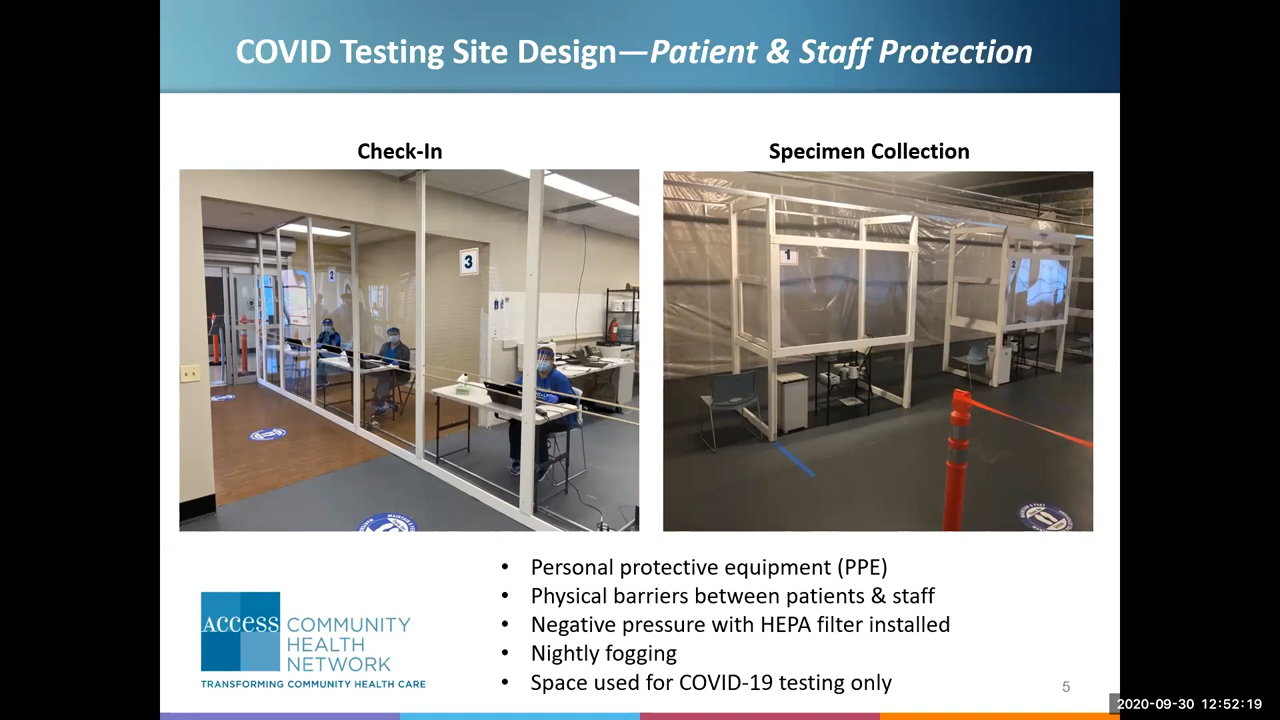 COVID Testing Site Design—Patient & Staff Protection
Check-In
Specimen Collection
2
3
1
2
• Personal protective equipment (PPE)
• Physical barriers between patients & staff
• Negative pressure with HEPA filter installed
• Nightly fogging
• Space used for COVID-19 testing only
ACCESS COMMUNITY
HEALTH
NETWORK
TRANSFORMING COMMUNITY HEALTH CARE
5
2020-09-30 12:52:19